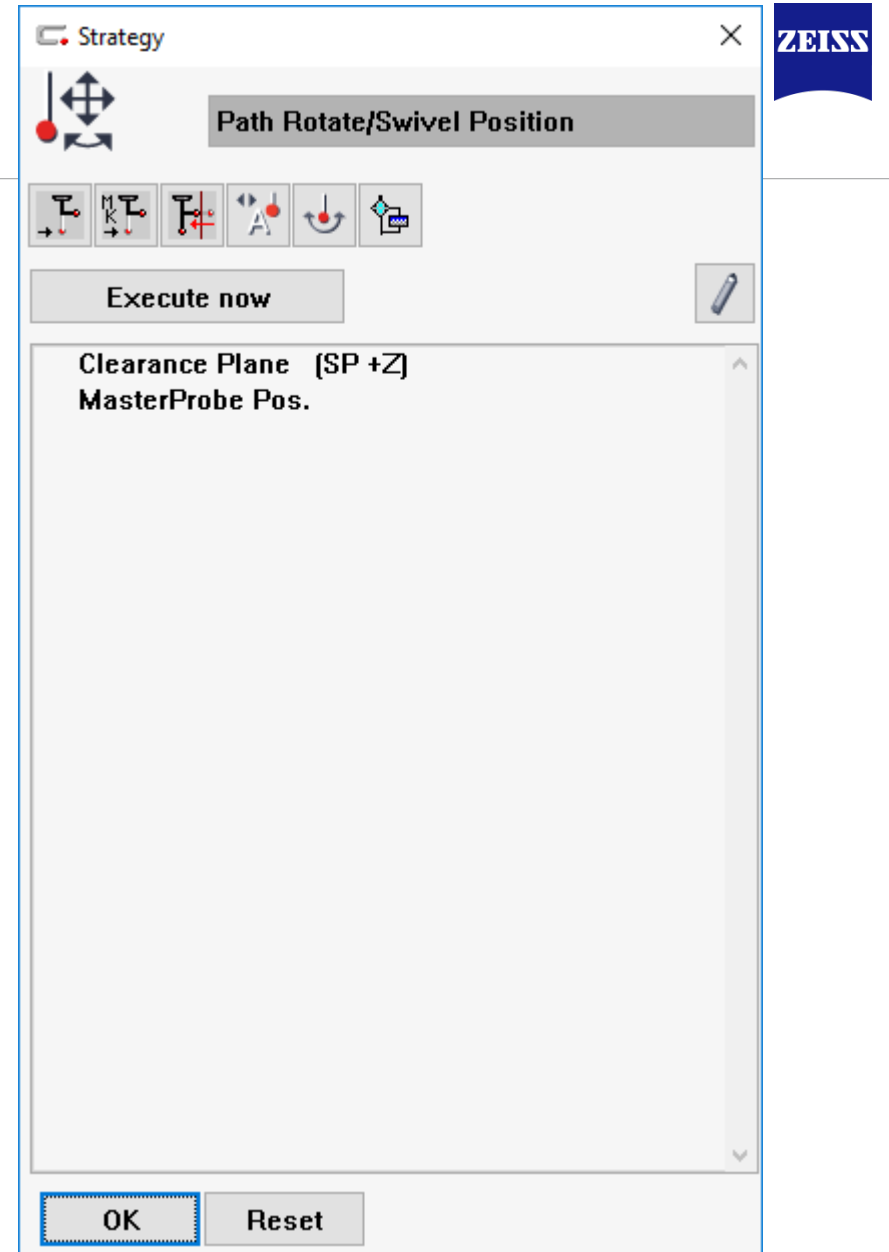 Strategy
ZEISS
Path Rotate/Swivel Position
MK
A
Execute now
Clearance Plane (SP +Z)
MasterProbe Pos.
OK
Reset